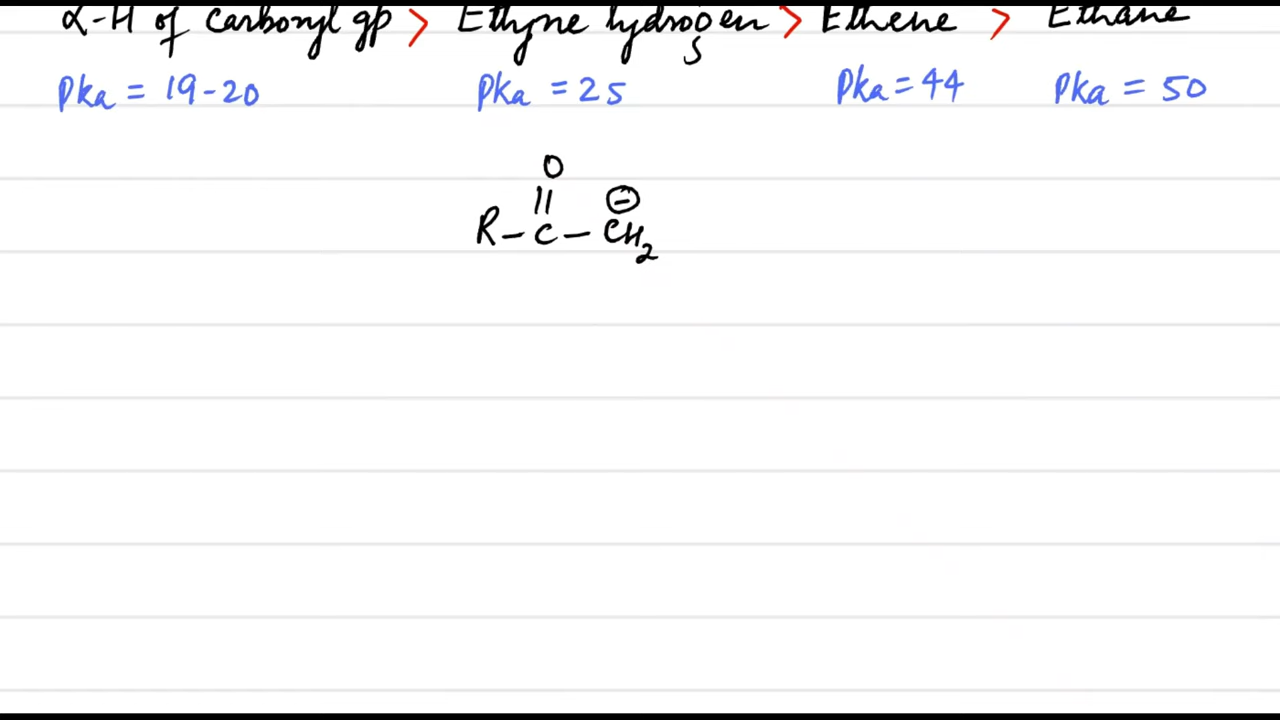 α-H of Carbonyl gp > Ethyne hydrogens > Ethene > Ethane
Pka = 19-20 Pka = 25 Pka = 44 Pka = 50
O
||
⊖
R-C-CH₂